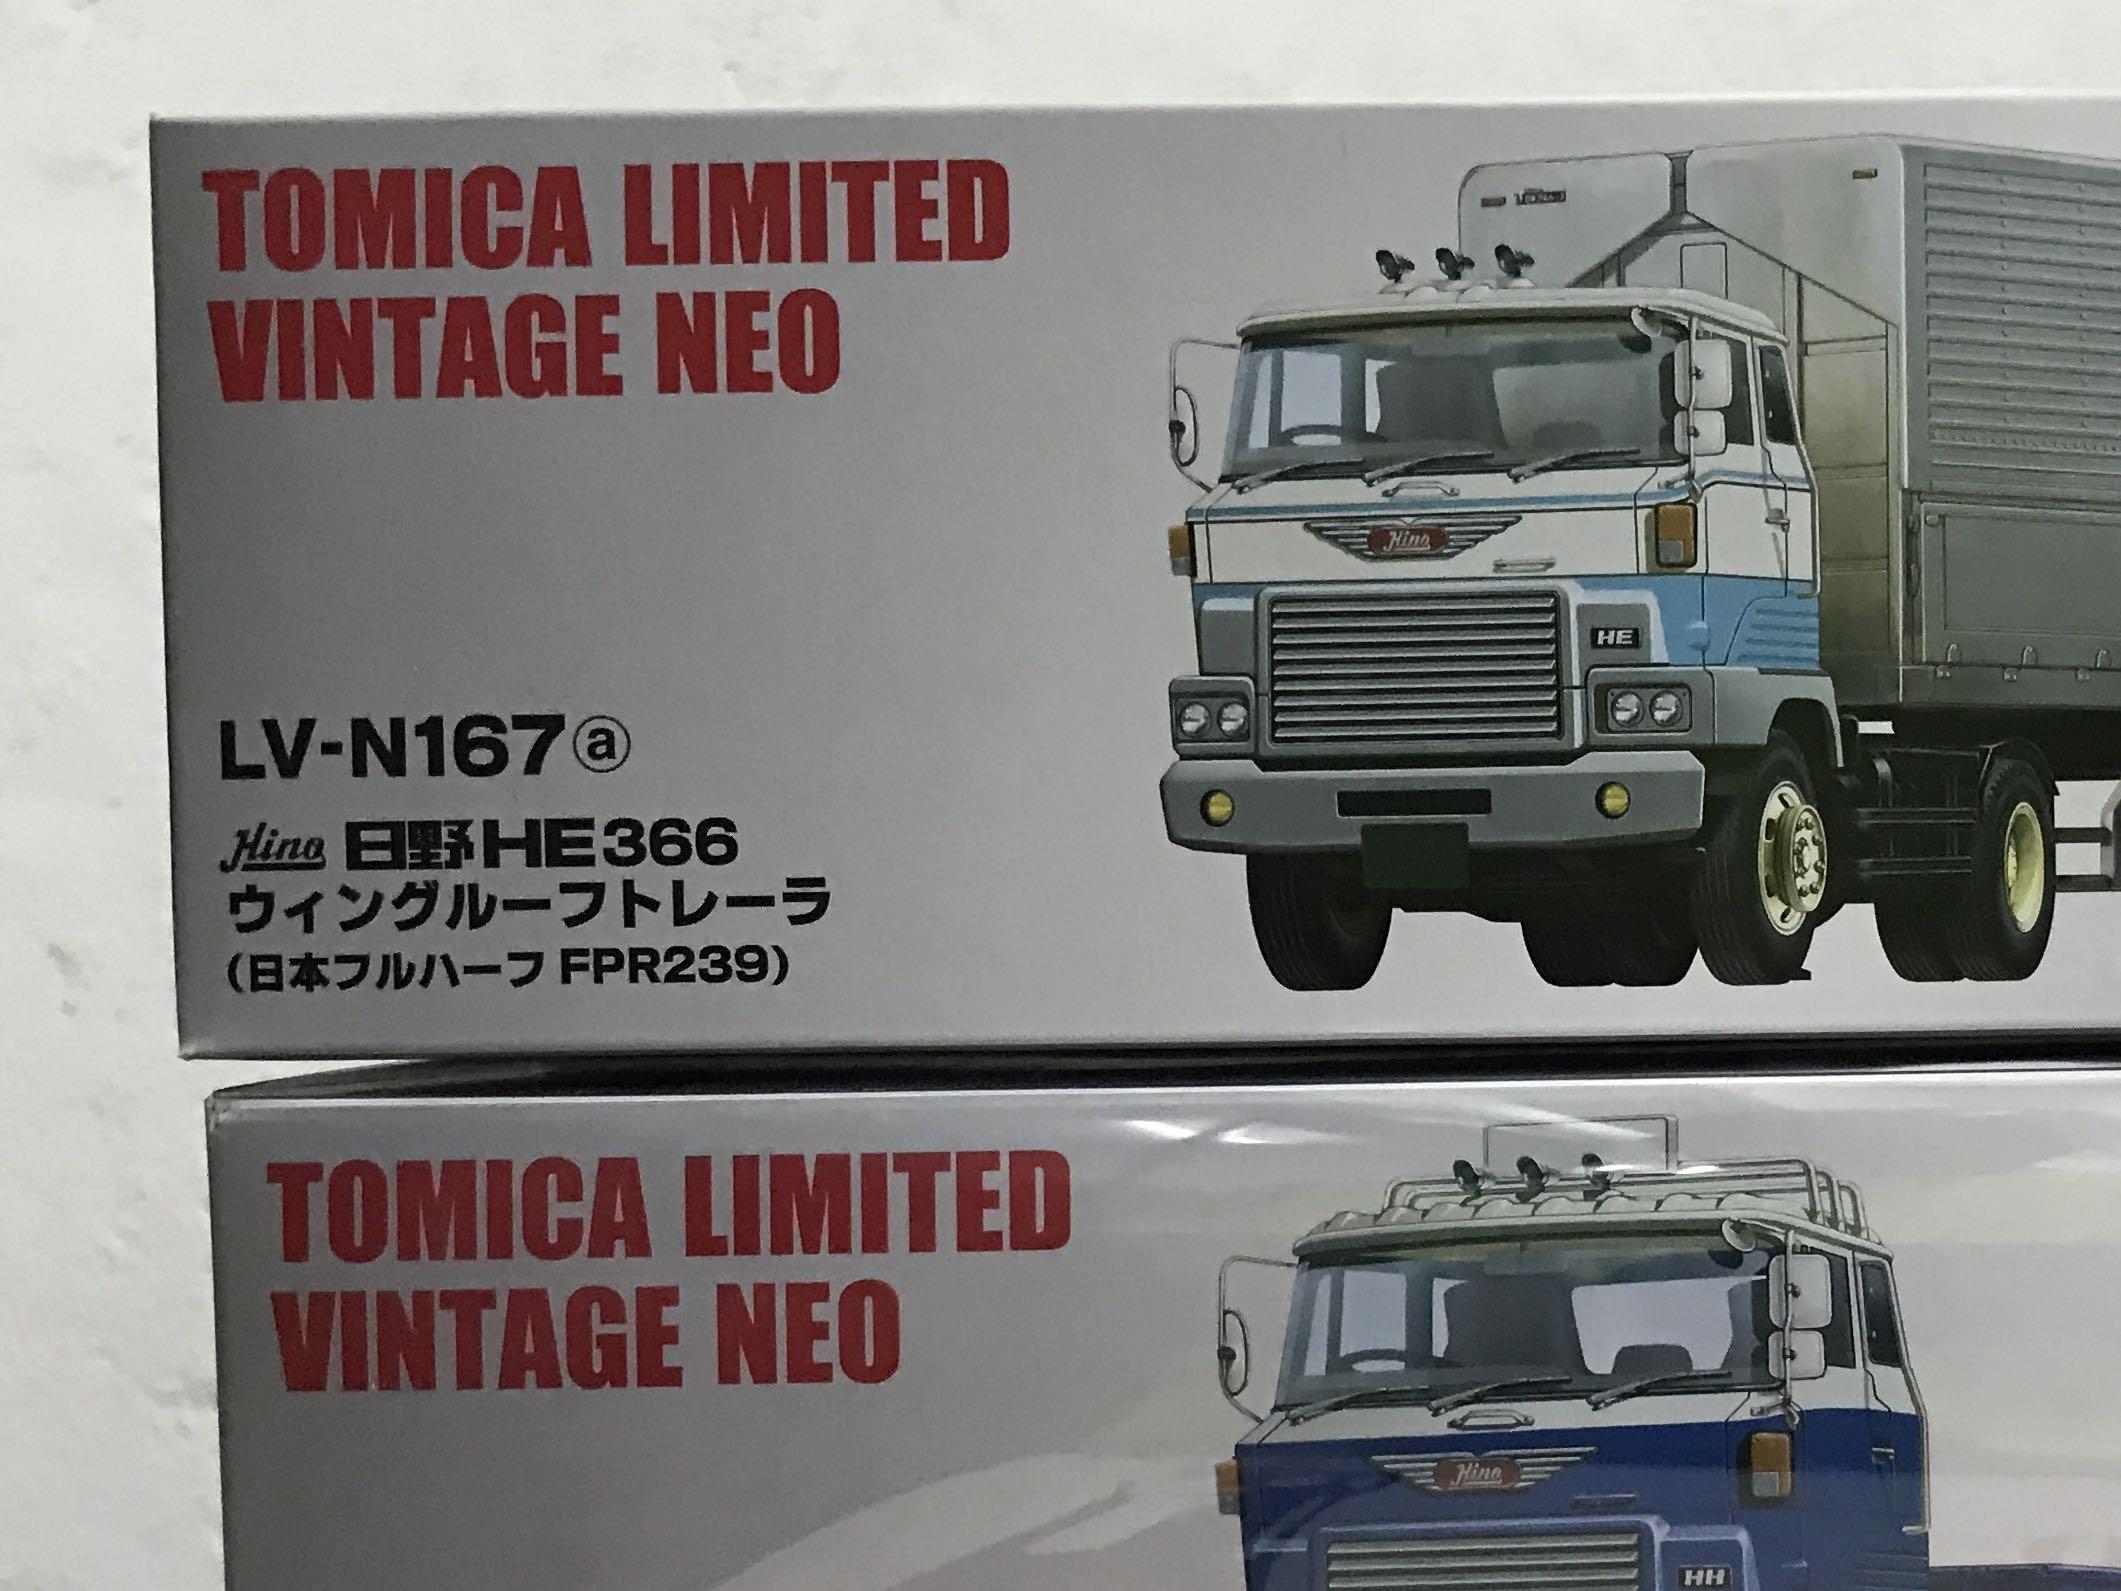 TOMICA LIMITED
VINTAGE NEO
Hino
HE
LV-N167ⓐ
Hino 日野HE366
ウィングルーフトレーラ
(日本フルハーフ FPR239)
TOMICA LIMITED
VINTAGE NEO
Hino
HH